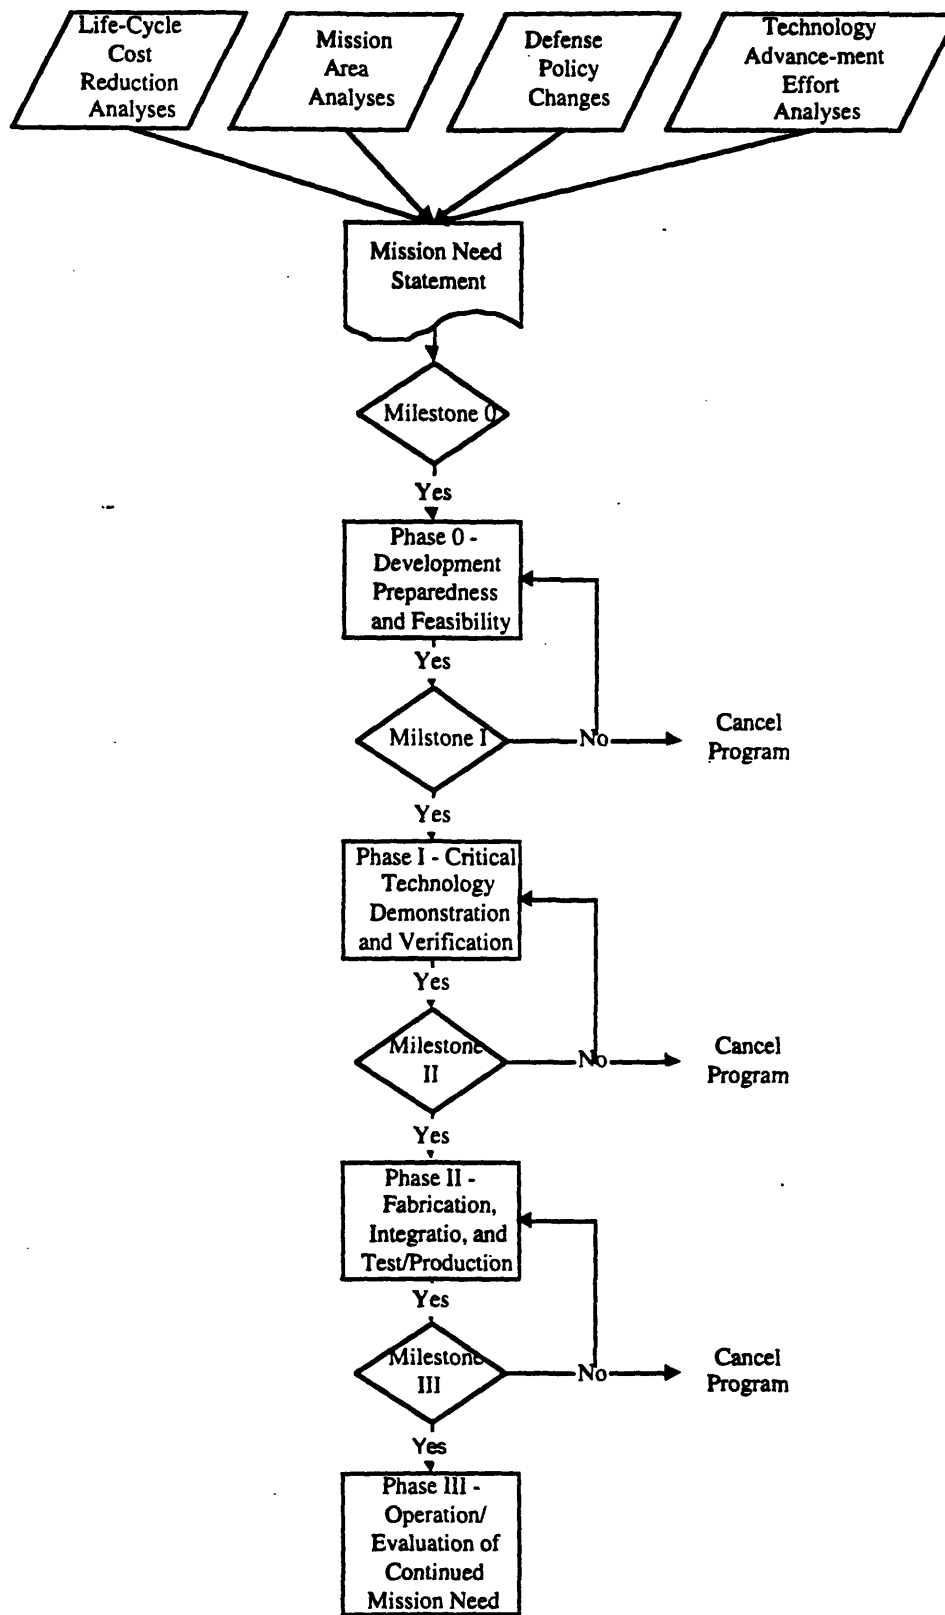 Life-Cycle
Cost
Reduction
Analyses
Mission
Area
Analyses
Defense
Policy
Changes
Technology
Advance-ment
Effort
Analyses
Mission Need
Statement
Milestone 0
Yes
Phase 0 -
Development
Preparedness
and Feasibility
Yes
Milstone I
No
Cancel
Program
Yes
Phase I - Critical
Technology
Demonstration
and Verification
Yes
Milestone
II
No
Cancel
Program
Yes
Phase II -
Fabrication,
Integratio, and
Test/Production
Yes
Milestone
III
No
Cancel
Program
Yes
Phase III -
Operation/
Evaluation of
Continued
Mission Need